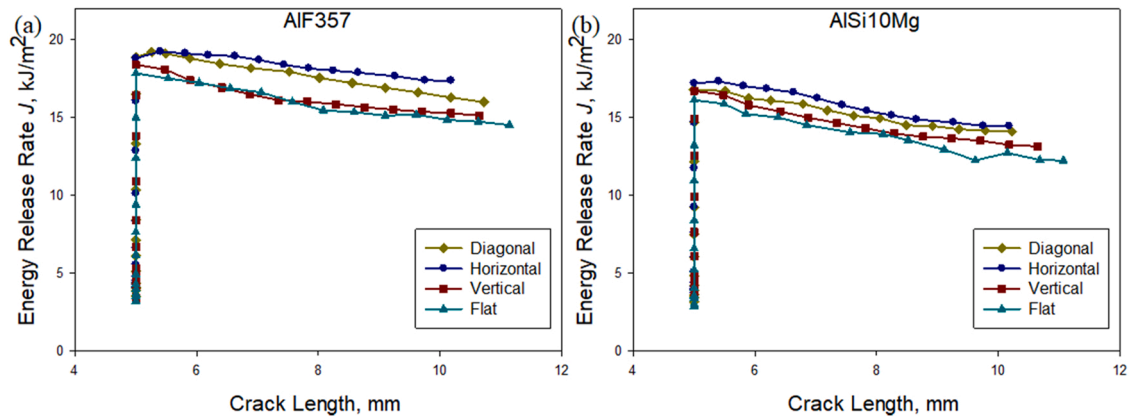 (a)
AlF357
Energy Release Rate J, kJ/m²
20
15
10
5
0
4
6
8
10
12
Crack Length, mm
Diagonal
Horizontal
Vertical
Flat
(b)
AlSi10Mg
Energy Release Rate J, kJ/m²
20
15
10
5
0
4
6
8
10
12
Crack Length, mm
Diagonal
Horizontal
Vertical
Flat